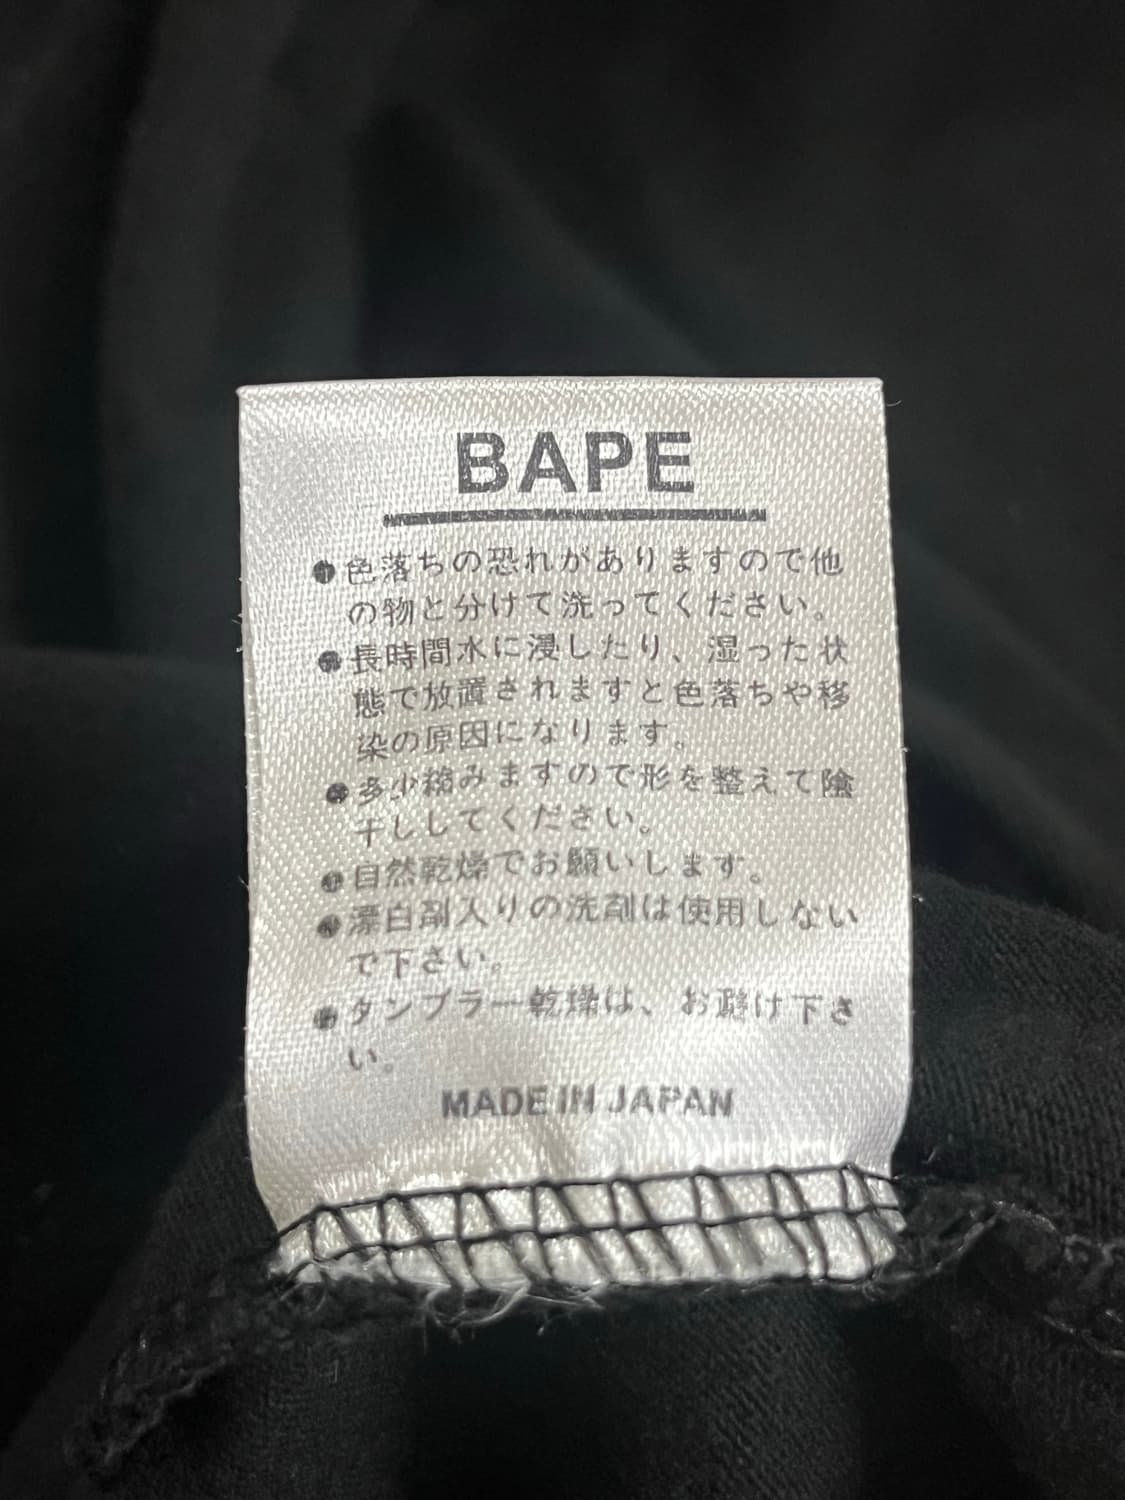 BAPE
●色落ちの恐れがありますので他
の物と分けて洗ってください。
●長時間水に浸したり、湿った状
態で放置されますと色落ちや移
染の原因になります。
●多少縮みますので形を整えて陰
干ししてください。
●自然乾燥でお願いします。
●漂白剤入りの洗剤は使用しない
で下さい。
●タンブラー乾燥は、お避け下さ
い。
MADE IN JAPAN